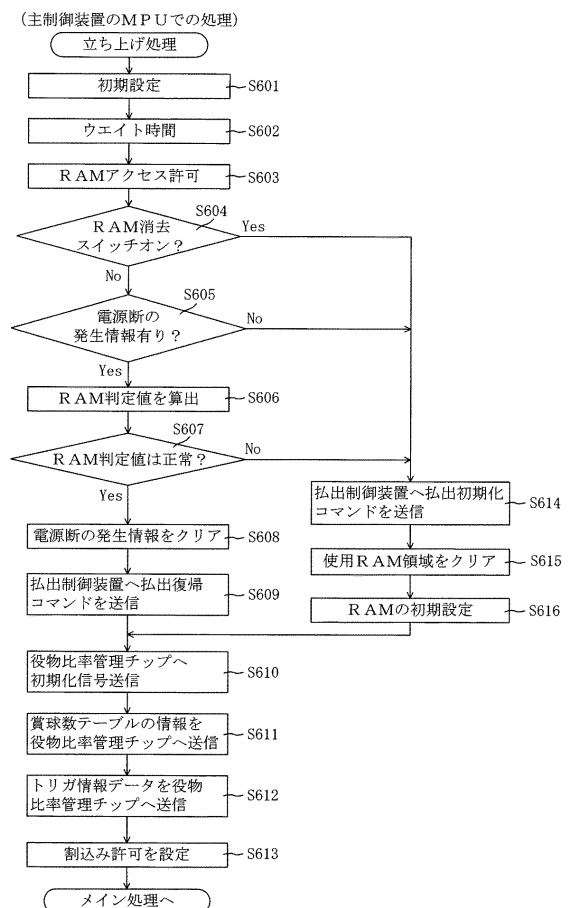 （主制御装置のＭＰＵでの処理）
立ち上げ処理
初期設定
S601
ウエイト時間
S602
ＲＡＭアクセス許可
S603
S604
ＲＡＭ消去
スイッチオン？
Yes
No
S605
電源断の
発生情報有り？
No
Yes
ＲＡＭ判定値を算出
S606
S607
ＲＡＭ判定値は正常？
No
Yes
電源断の発生情報をクリア
S608
払出制御装置へ払出復帰
コマンドを送信
S609
払出制御装置へ払出初期化
コマンドを送信
S614
使用ＲＡＭ領域をクリア
S615
ＲＡＭの初期設定
S616
役物比率管理チップへ
初期化信号送信
S610
賞球数テーブルの情報を
役物比率管理チップへ送信
S611
トリガ情報データを役物
比率管理チップへ送信
S612
割込み許可を設定
S613
メイン処理へ